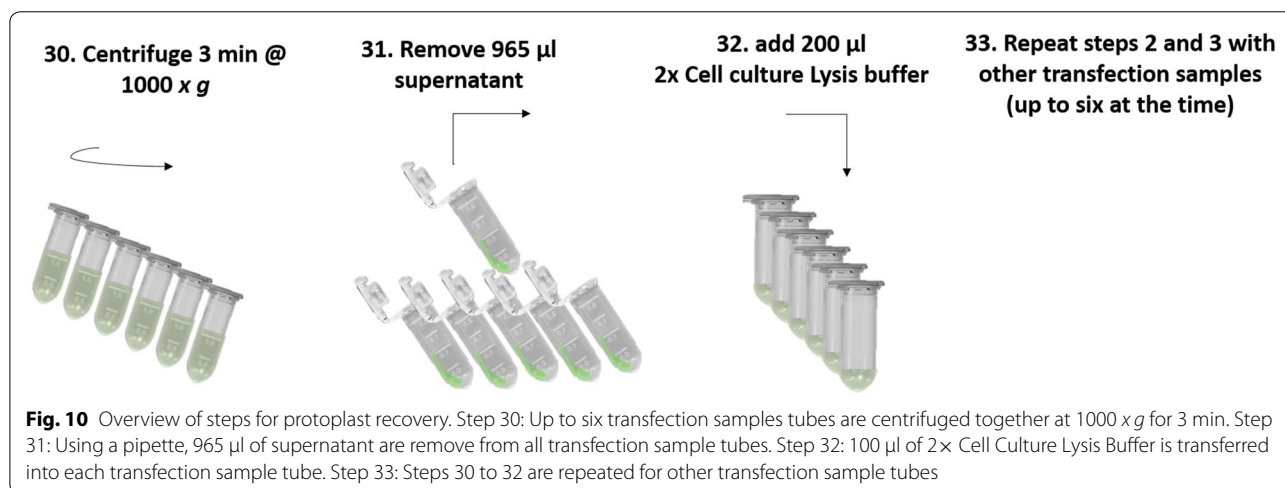 30. Centrifuge 3 min @
1000 x g
31. Remove 965 µl
supernatant
32. add 200 µl
2x Cell culture Lysis buffer
33. Repeat steps 2 and 3 with
other transfection samples
(up to six at the time)
Fig. 10 Overview of steps for protoplast recovery. Step 30: Up to six transfection samples tubes are centrifuged together at 1000 x g for 3 min. Step
31: Using a pipette, 965 µl of supernatant are remove from all transfection sample tubes. Step 32: 100 µl of 2× Cell Culture Lysis Buffer is transferred
into each transfection sample tube. Step 33: Steps 30 to 32 are repeated for other transfection sample tubes